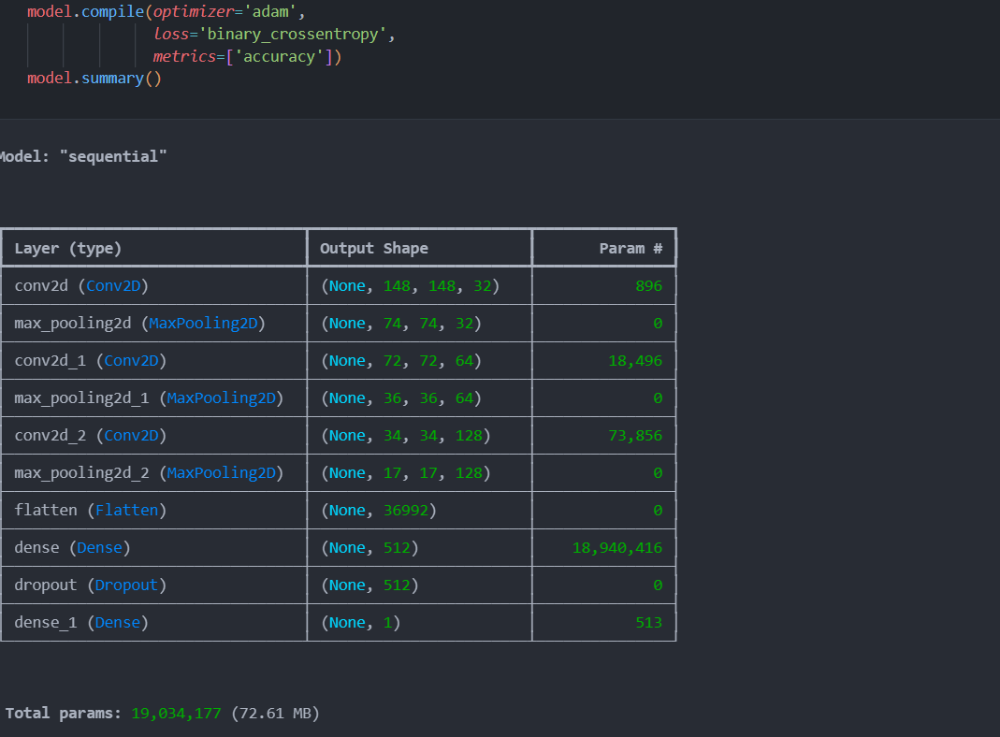 model.compile(optimizer='adam',
loss='binary_crossentropy',
metrics=['accuracy'])
model.summary()
Model: "sequential"
Layer (type) Output Shape Param #
conv2d (Conv2D) (None, 148, 148, 32) 896
max_pooling2d (MaxPooling2D) (None, 74, 74, 32) 0
conv2d_1 (Conv2D) (None, 72, 72, 64) 18,496
max_pooling2d_1 (MaxPooling2D) (None, 36, 36, 64) 0
conv2d_2 (Conv2D) (None, 34, 34, 128) 73,856
max_pooling2d_2 (MaxPooling2D) (None, 17, 17, 128) 0
flatten (Flatten) (None, 36992) 0
dense (Dense) (None, 512) 18,940,416
dropout (Dropout) (None, 512) 0
dense_1 (Dense) (None, 1) 513
Total params: 19,034,177 (72.61 MB)